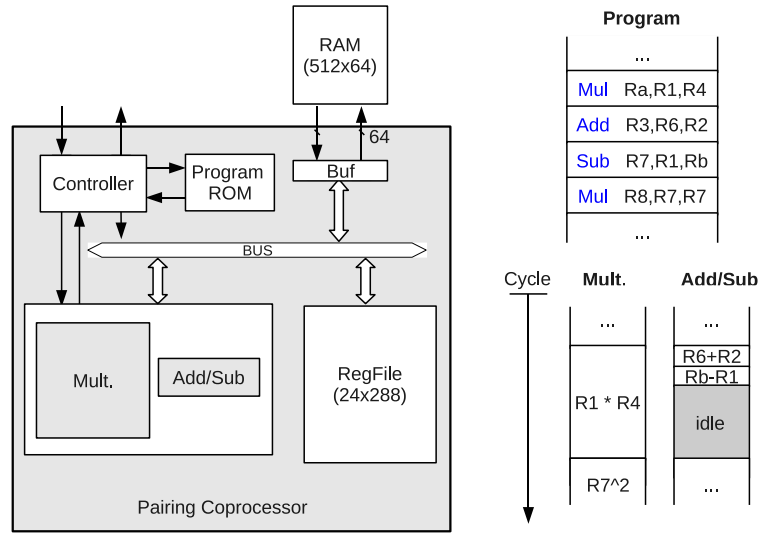 RAM
(512x64)
64
Controller
Program
ROM
Buf
BUS
Mult.
Add/Sub
RegFile
(24x288)
Pairing Coprocessor
Program
...
Mul Ra,R1,R4
Add R3,R6,R2
Sub R7,R1,Rb
Mul R8,R7,R7
...
Cycle Mult. Add/Sub
... ...
R6+R2
Rb-R1
R1 * R4
idle
R7^2 ...